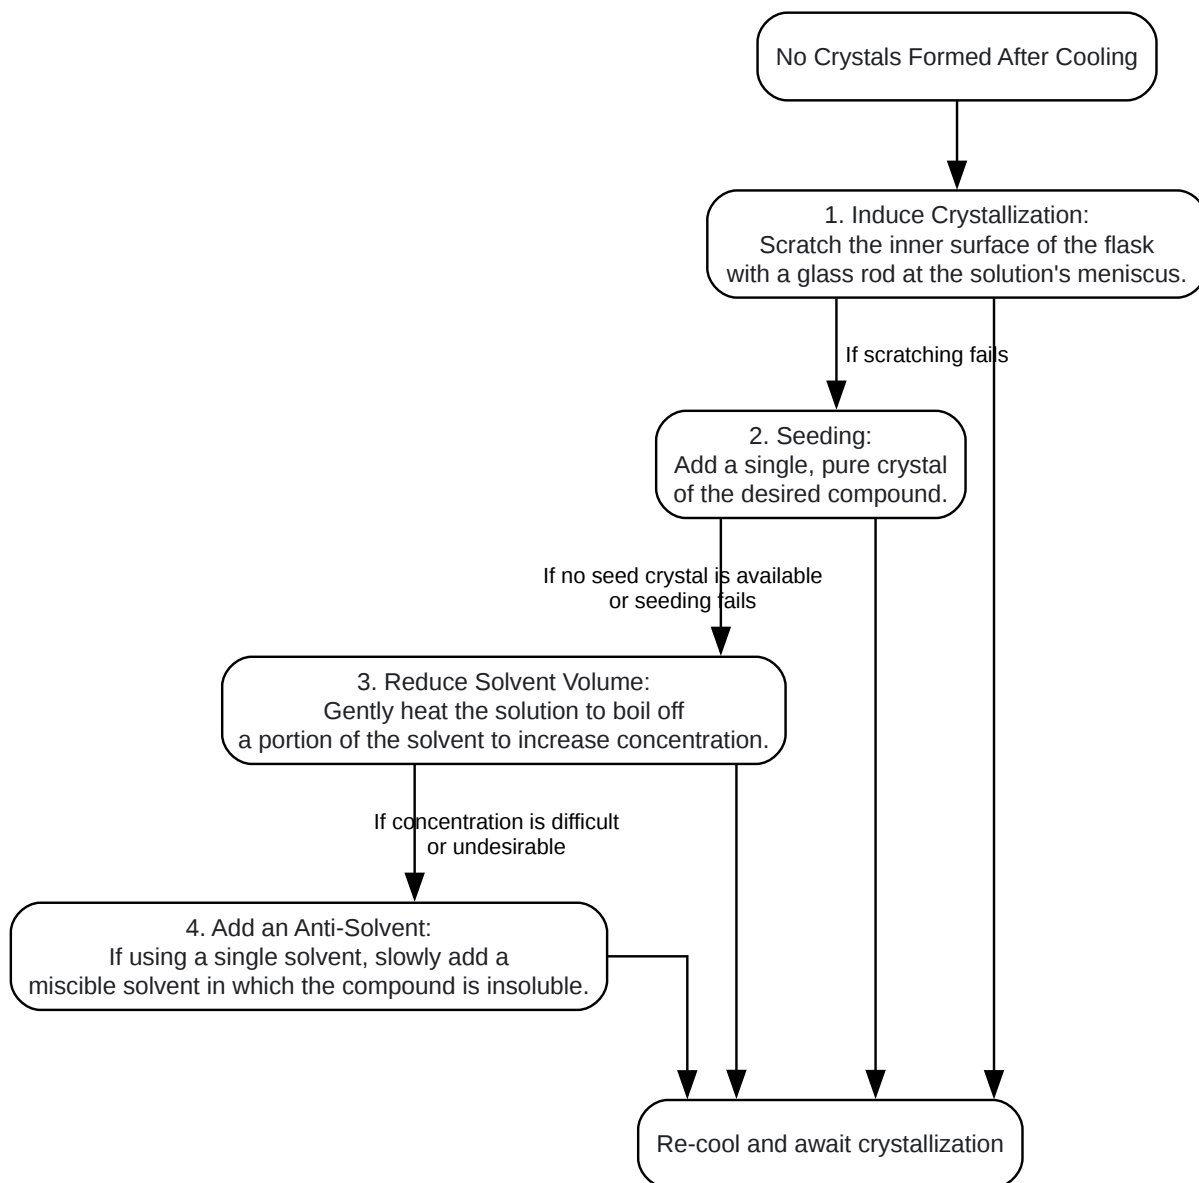 No Crystals Formed After Cooling
1. Induce Crystallization:
Scratch the inner surface of the flask
with a glass rod at the solution's meniscus.
If scratching fails
2. Seeding:
Add a single, pure crystal
of the desired compound.
If no seed crystal is available
or seeding fails
3. Reduce Solvent Volume:
Gently heat the solution to boil off
a portion of the solvent to increase concentration.
If concentration is difficult
or undesirable
4. Add an Anti-Solvent:
If using a single solvent, slowly add a
miscible solvent in which the compound is insoluble.
Re-cool and await crystallization